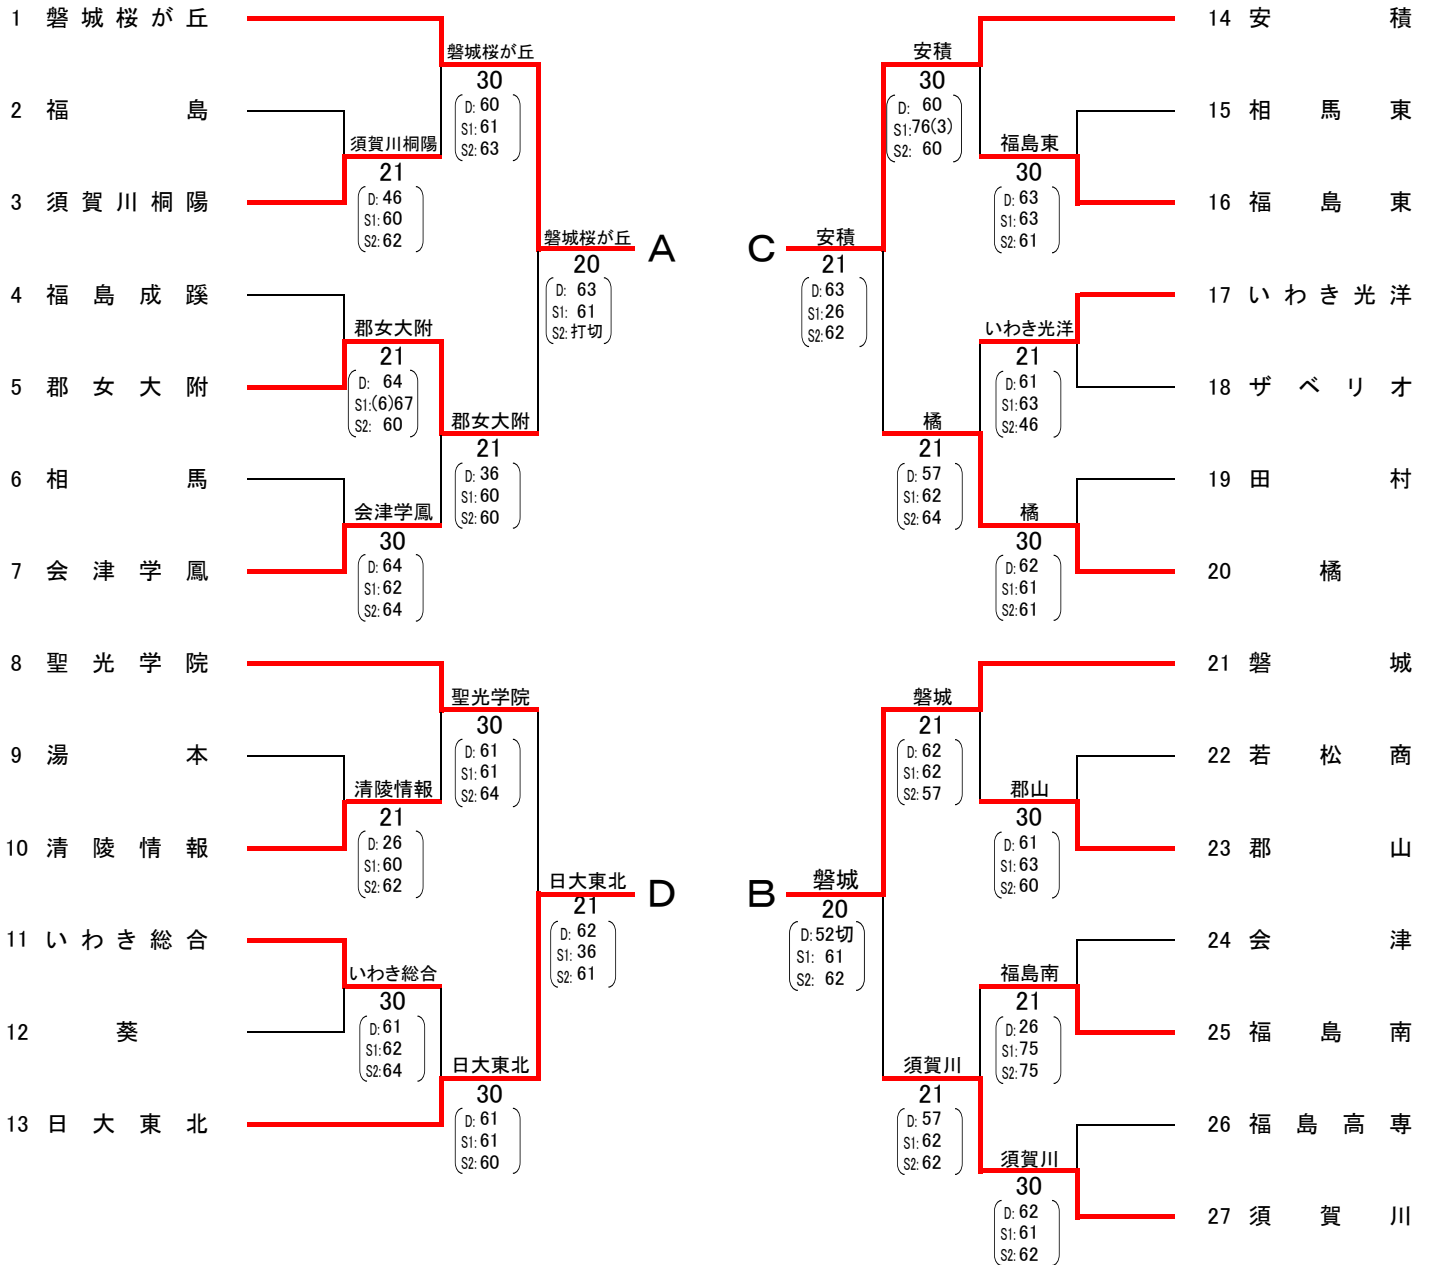 1 磐城桜が丘
2 福島
3 須賀川桐陽
4 福島成蹊
5 郡女大附
6 相馬
7 会津学鳳
8 聖光学院
9 湯本
10 清陵情報
11 いわき総合
12 葵
13 日大東北
須賀川桐陽
21
D: 46
S1: 60
S2: 62
郡女大附
21
D: 64
S1:(6)67
S2: 60
会津学鳳
30
D: 64
S1: 62
S2: 64
清陵情報
21
D: 26
S1: 60
S2: 62
いわき総合
30
D: 61
S1: 62
S2: 64
磐城桜が丘
30
D: 60
S1: 61
S2: 63
郡女大附
21
D: 36
S1: 60
S2: 60
聖光学院
30
D: 61
S1: 61
S2: 64
日大東北
30
D: 61
S1: 61
S2: 60
磐城桜が丘
20
D: 63
S1: 61
S2: 打切
A
日大東北
21
D: 62
S1: 36
S2: 61
D
C
安積
21
D: 63
S1: 26
S2: 62
B
磐城
20
D: 52切
S1: 61
S2: 62
安積
30
D: 60
S1: 76(3)
S2: 60
橘
21
D: 57
S1: 62
S2: 64
磐城
21
D: 62
S1: 62
S2: 57
須賀川
21
D: 57
S1: 62
S2: 62
福島東
30
D: 63
S1: 63
S2: 61
いわき光洋
21
D: 61
S1: 63
S2: 46
橘
30
D: 62
S1: 61
S2: 61
郡山
30
D: 61
S1: 63
S2: 60
福島南
21
D: 26
S1: 75
S2: 75
須賀川
30
D: 62
S1: 61
S2: 62
14 安積
15 相馬東
16 福島東
17 いわき光洋
18 ザベリオ
19 田村
20 橘
21 磐城
22 若松商
23 郡山
24 会津
25 福島南
26 福島高専
27 須賀川